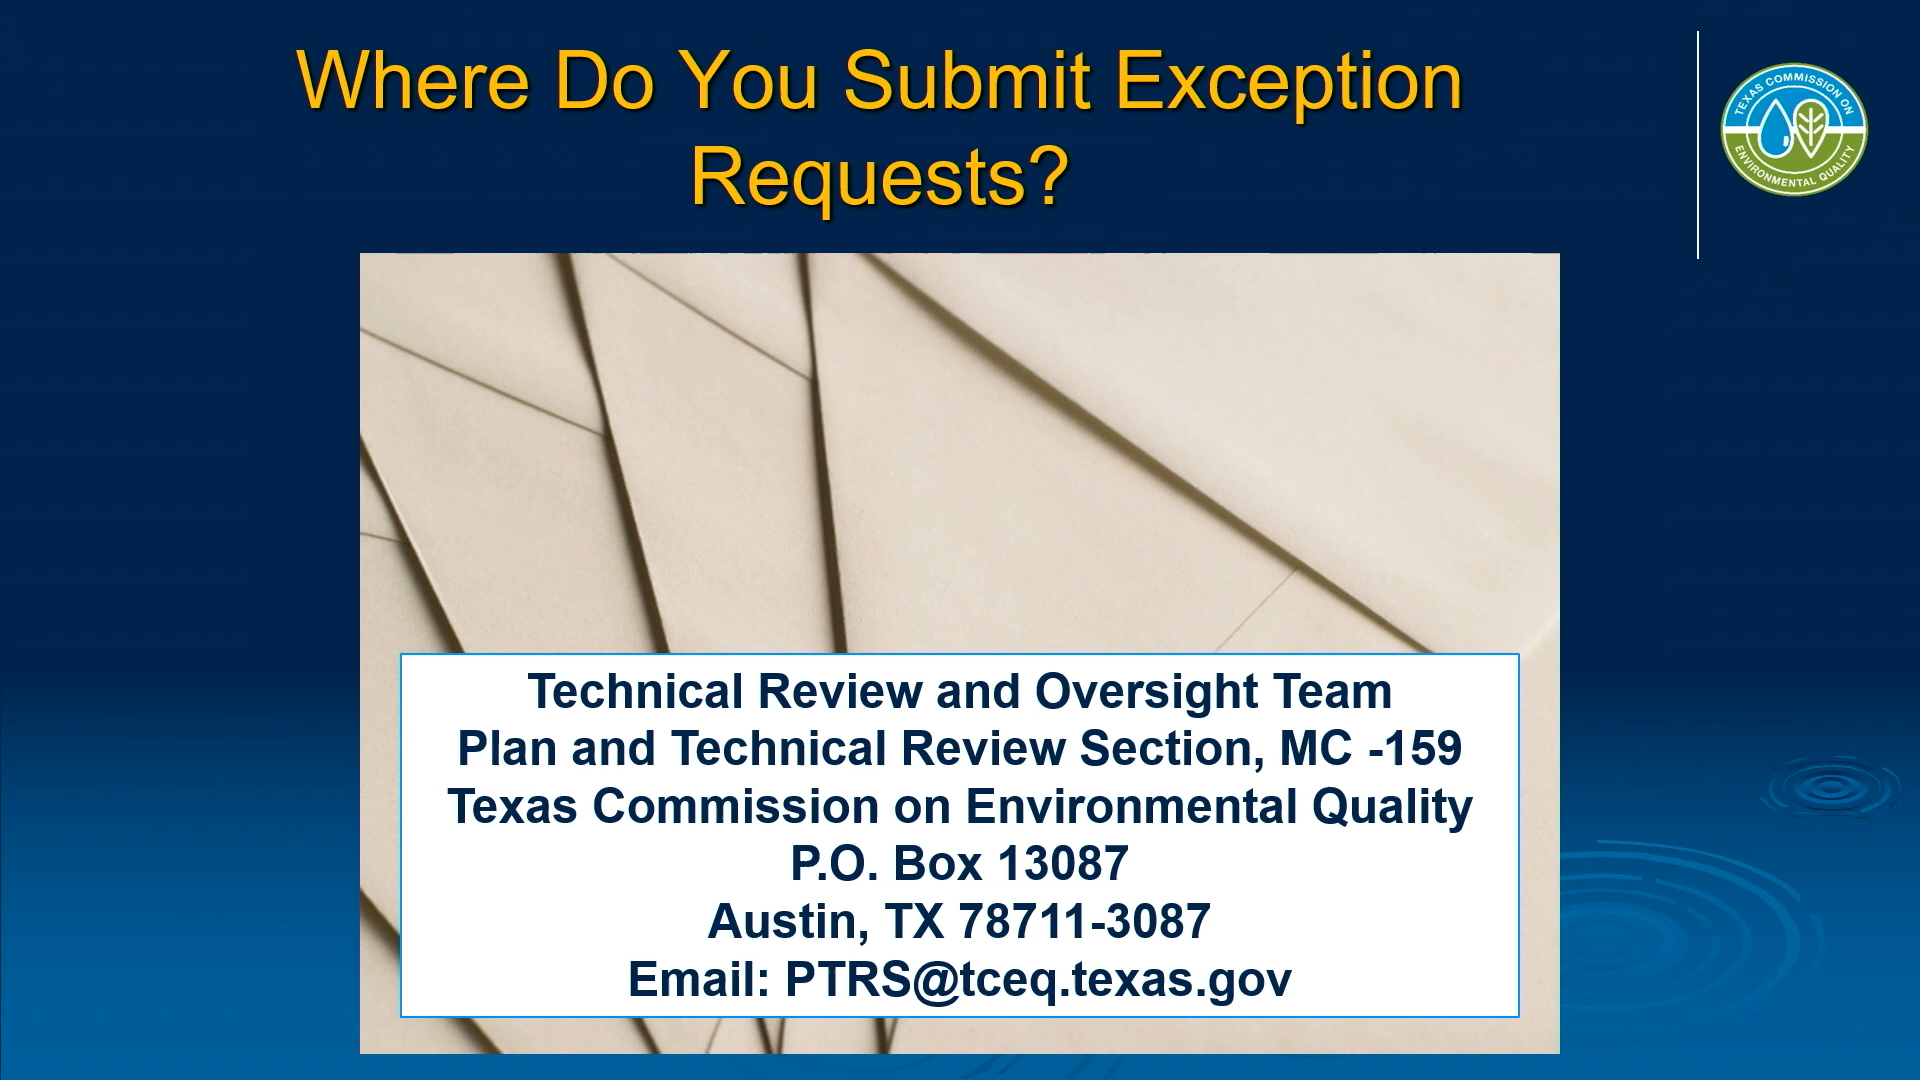 Where Do You Submit Exception
Requests?
TEXAS COMMISSION ON
ENVIRONMENTAL QUALITY
Technical Review and Oversight Team
Plan and Technical Review Section, MC -159
Texas Commission on Environmental Quality
P.O. Box 13087
Austin, TX 78711-3087
Email: PTRS@tceq.texas.gov